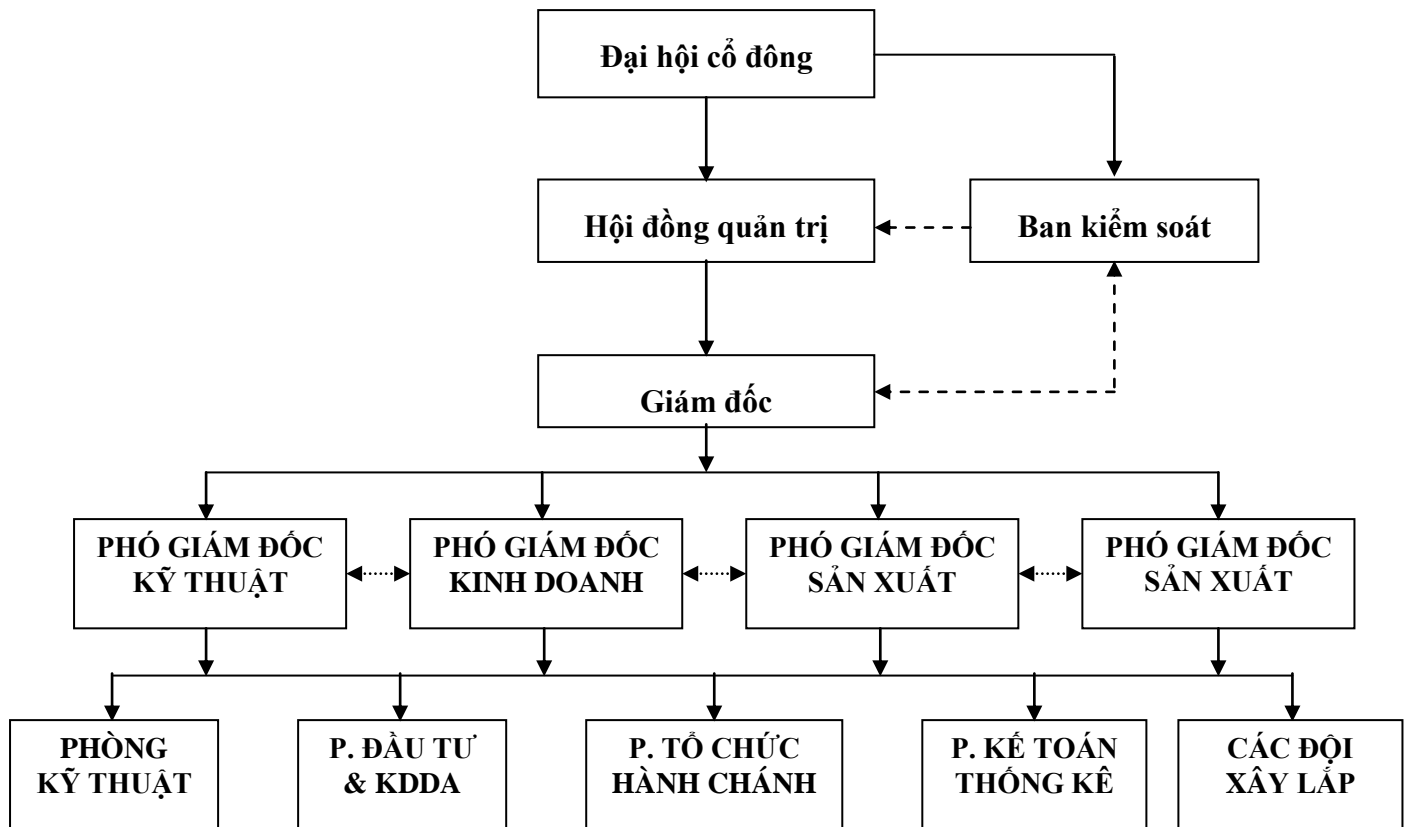 Đại hội cổ đông
Hội đồng quản trị
Ban kiểm soát
Giám đốc
PHÓ GIÁM ĐỐC
KỸ THUẬT
PHÓ GIÁM ĐỐC
KINH DOANH
PHÓ GIÁM ĐỐC
SẢN XUẤT
PHÓ GIÁM ĐỐC
SẢN XUẤT
PHÒNG
KỸ THUẬT
P. ĐẦU TƯ
& KDDA
P. TỔ CHỨC
HÀNH CHÁNH
P. KẾ TOÁN
THỐNG KÊ
CÁC ĐỘI
XÂY LẮP